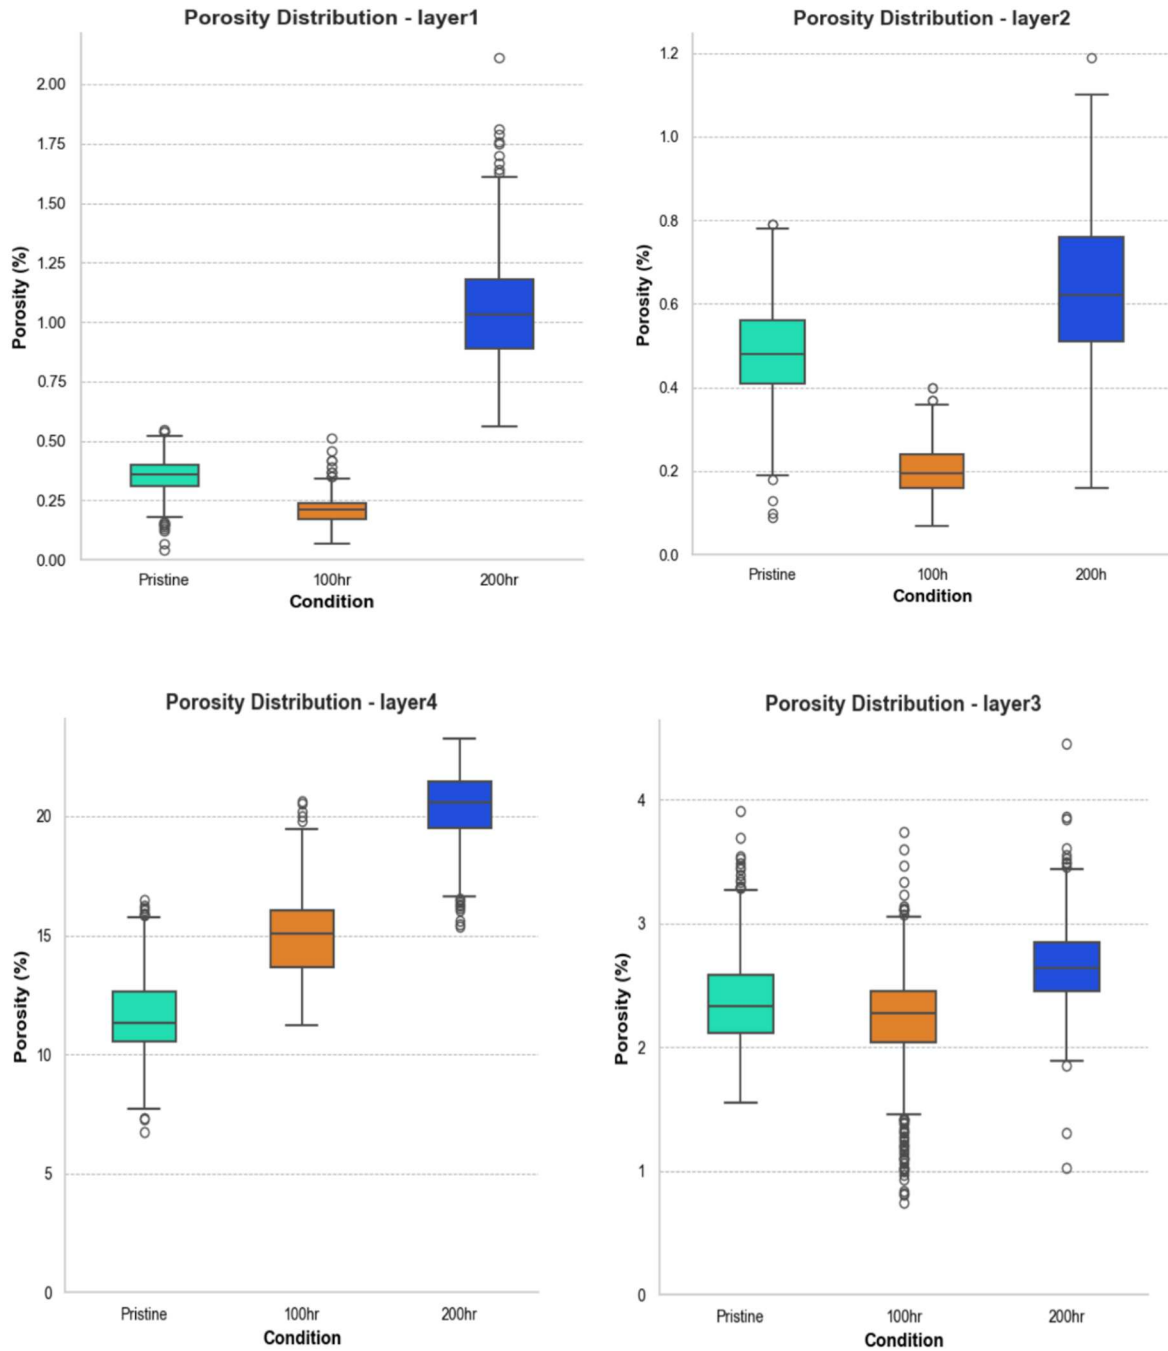 Porosity Distribution - layer1
Porosity (%)
2.00
1.75
1.50
1.25
1.00
0.75
0.50
0.25
0.00
Pristine 100hr 200hr
Condition
Porosity Distribution - layer2
Porosity (%)
1.2
1.0
0.8
0.6
0.4
0.2
0.0
Pristine 100h 200h
Condition
Porosity Distribution - layer4
Porosity (%)
20
15
10
5
0
Pristine 100hr 200hr
Condition
Porosity Distribution - layer3
Porosity (%)
4
3
2
1
0
Pristine 100hr 200hr
Condition